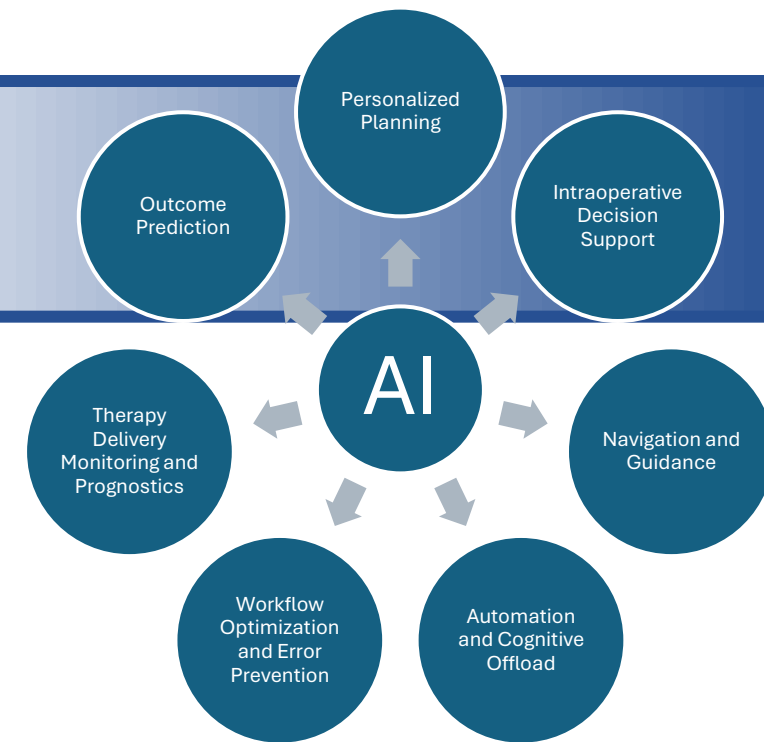 Personalized
Planning
Outcome
Prediction
Intraoperative
Decision
Support
AI
Therapy
Delivery
Monitoring and
Prognostics
Navigation and
Guidance
Workflow
Optimization
and Error
Prevention
Automation
and Cognitive
Offload